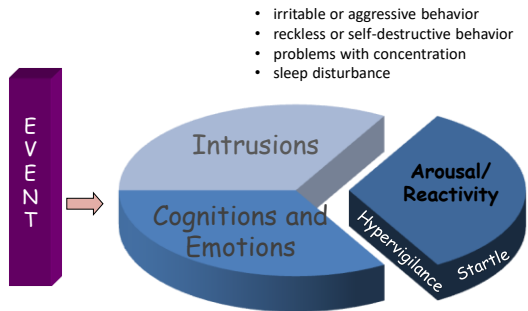 • irritable or aggressive behavior
• reckless or self-destructive behavior
• problems with concentration
• sleep disturbance
EVENT
Intrusions
Arousal/
Reactivity
Cognitions and
Emotions
Hypervigilance
Startle